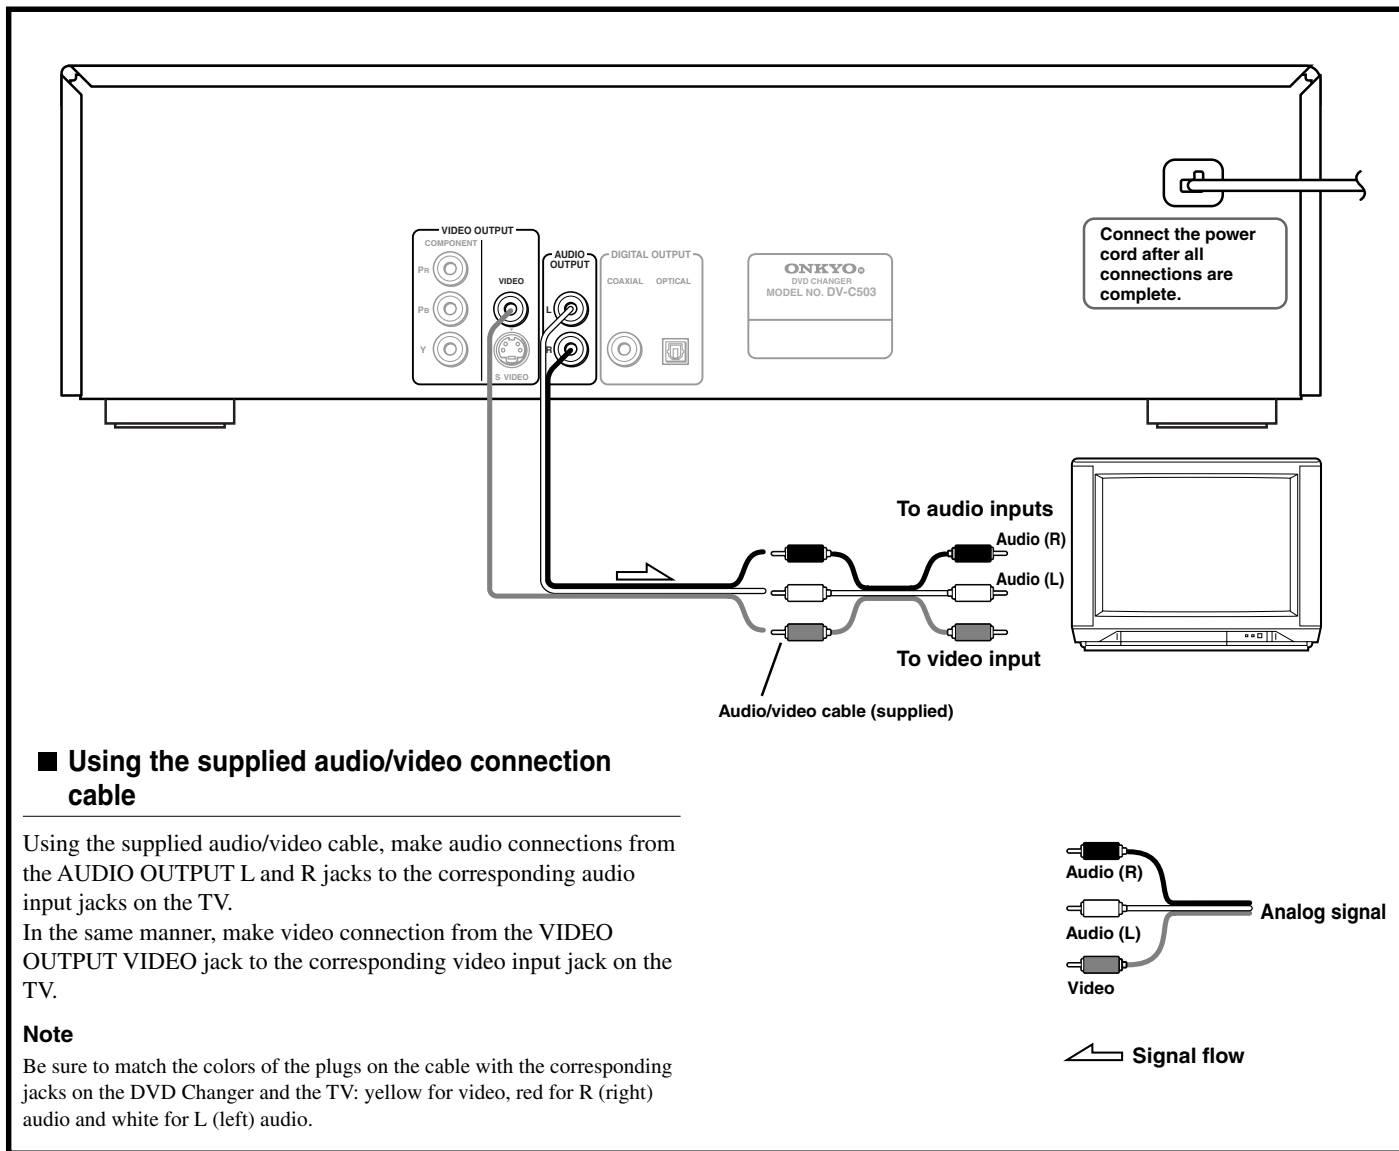 VIDEO OUTPUT
COMPONENT
PR
PB
Y
VIDEO
S VIDEO
AUDIO
OUTPUT
L
R
DIGITAL OUTPUT
COAXIAL OPTICAL
ONKYO
DVD CHANGER
MODEL NO. DV-C503
Connect the power
cord after all
connections are
complete.
To audio inputs
Audio (R)
Audio (L)
To video input
Audio/video cable (supplied)
■ Using the supplied audio/video connection
cable
Using the supplied audio/video cable, make audio connections from
the AUDIO OUTPUT L and R jacks to the corresponding audio
input jacks on the TV.
In the same manner, make video connection from the VIDEO
OUTPUT VIDEO jack to the corresponding video input jack on the
TV.
Note
Be sure to match the colors of the plugs on the cable with the corresponding
jacks on the DVD Changer and the TV: yellow for video, red for R (right)
audio and white for L (left) audio.
Audio (R)
Audio (L)
Video
Analog signal
Signal flow